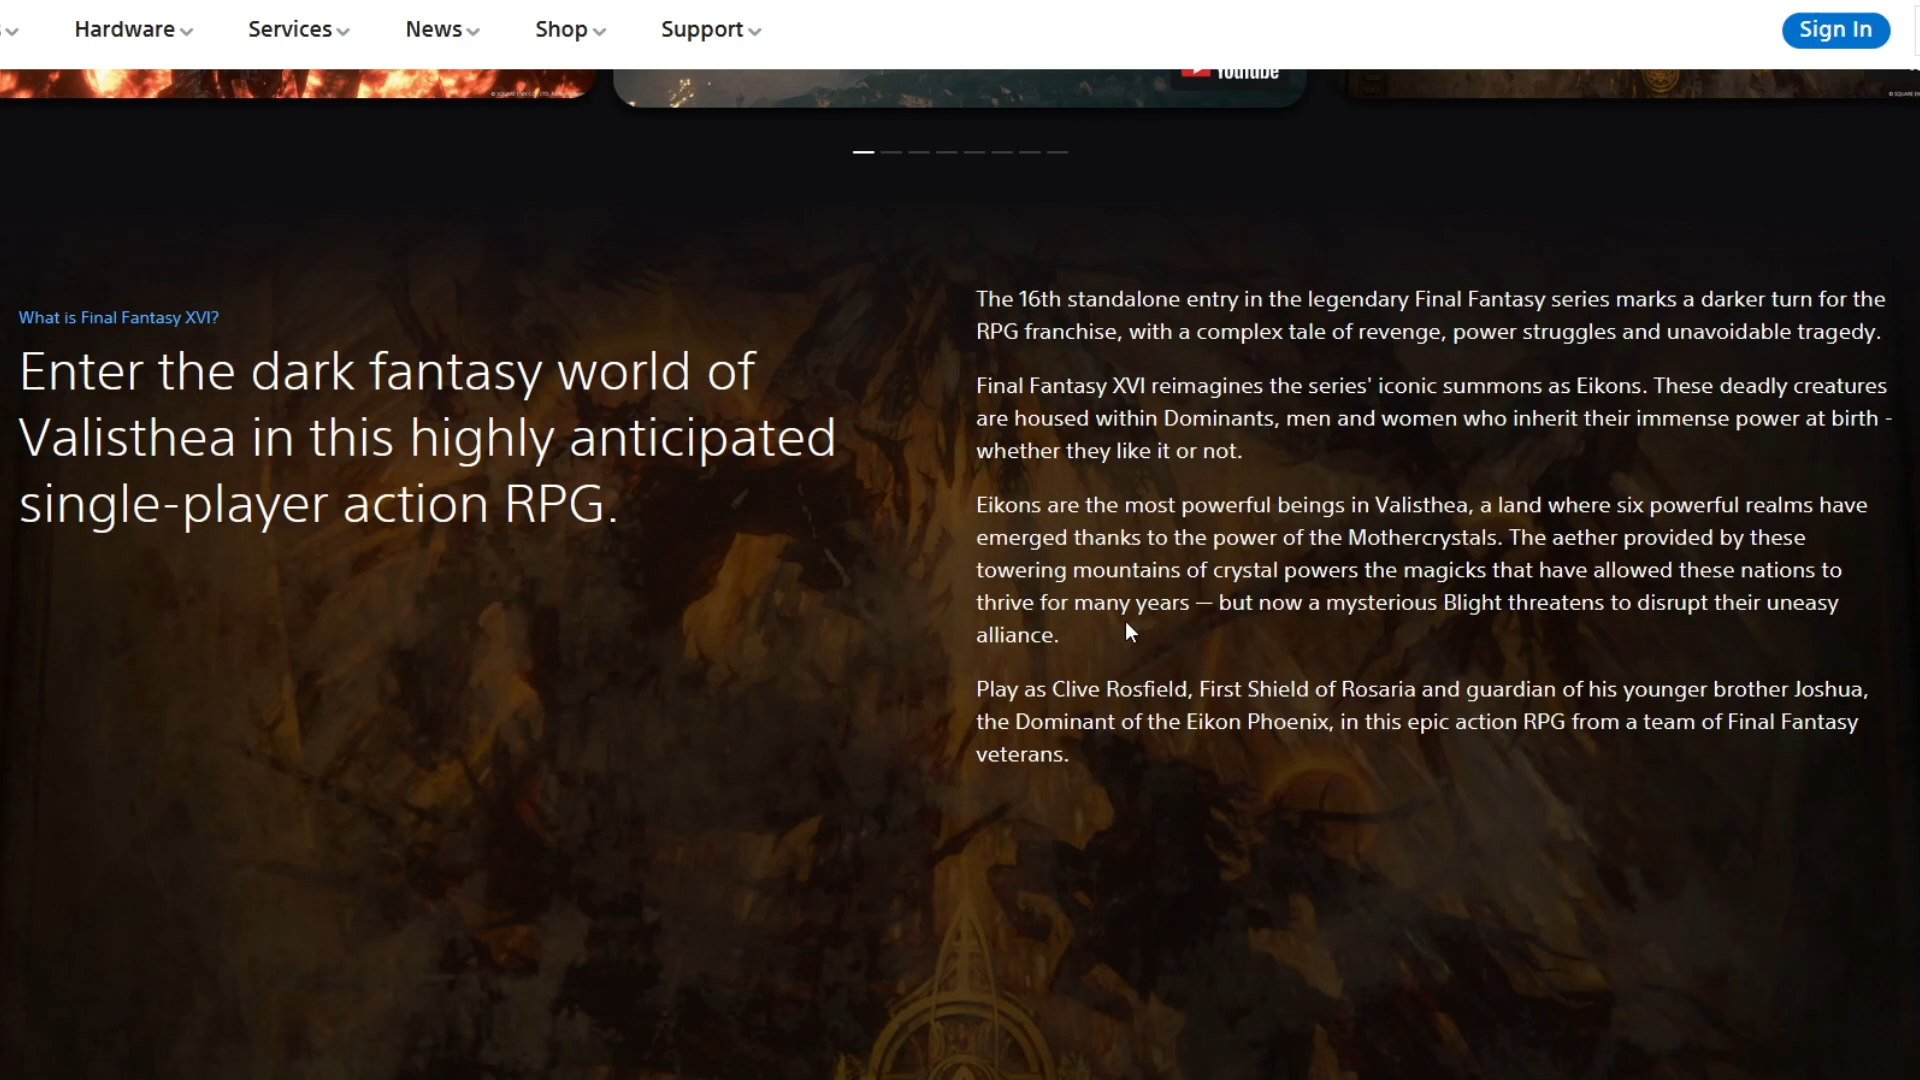 Hardware
Services
News
Shop
Support
Sign In
YouTube
What is Final Fantasy XVI?
Enter the dark fantasy world of
Valisthea in this highly anticipated
single-player action RPG.
The 16th standalone entry in the legendary Final Fantasy series marks a darker turn for the
RPG franchise, with a complex tale of revenge, power struggles and unavoidable tragedy.
Final Fantasy XVI reimagines the series' iconic summons as Eikons. These deadly creatures
are housed within Dominants, men and women who inherit their immense power at birth -
whether they like it or not.
Eikons are the most powerful beings in Valisthea, a land where six powerful realms have
emerged thanks to the power of the Mothercrystals. The aether provided by these
towering mountains of crystal powers the magicks that have allowed these nations to
thrive for many years — but now a mysterious Blight threatens to disrupt their uneasy
alliance.
Play as Clive Rosfield, First Shield of Rosaria and guardian of his younger brother Joshua,
the Dominant of the Eikon Phoenix, in this epic action RPG from a team of Final Fantasy
veterans.